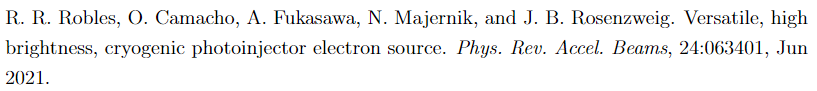 R. R. Robles, O. Camacho, A. Fukasawa, N. Majernik, and J. B. Rosenzweig. Versatile, high
brightness, cryogenic photoinjector electron source. Phys. Rev. Accel. Beams, 24:063401, Jun
2021.